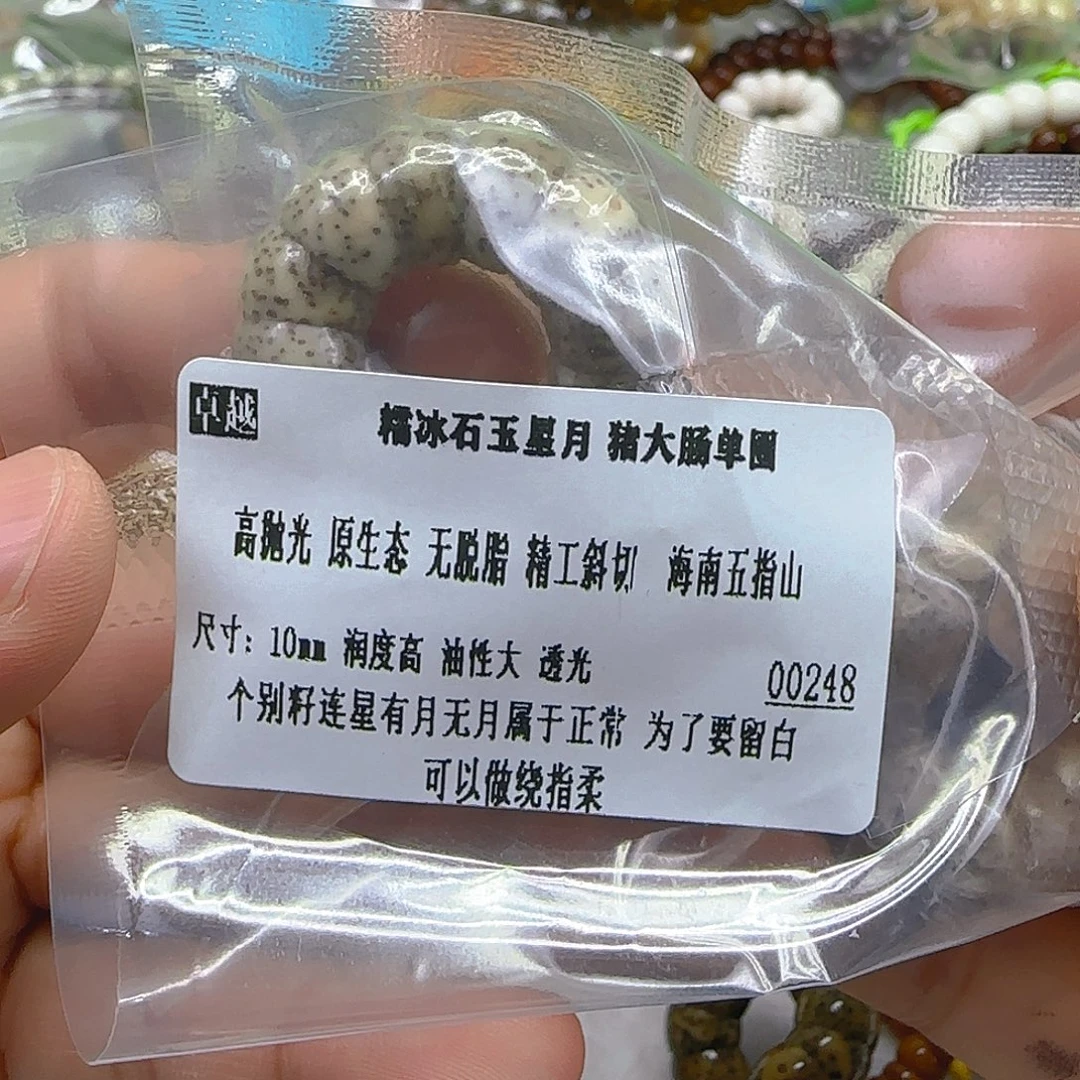 卓越
糯冰石玉星月 猪大肠单圈
高抛光 原生态 无脱脂 精工斜切 海南五指山
尺寸：10mm 润度高 油性大 透光
00248
个别籽连星有月无月属于正常 为了要留白
可以做绕指柔